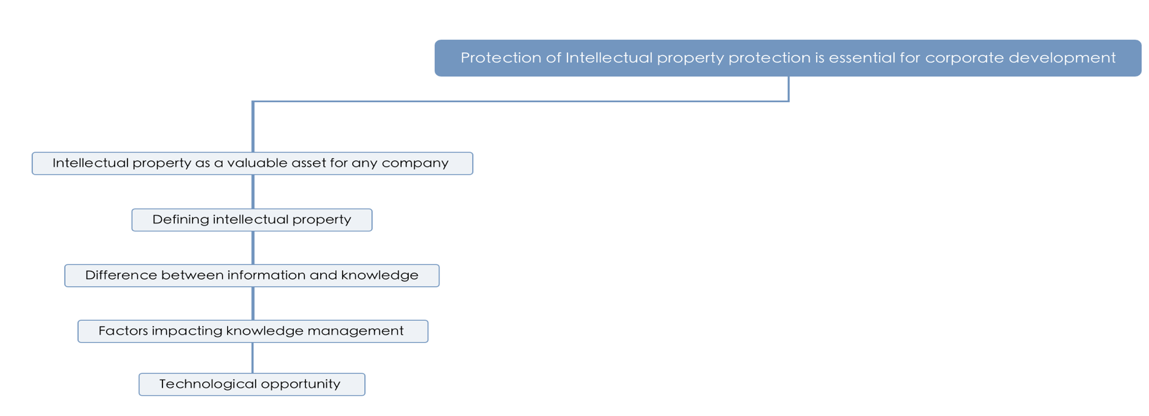 Protection of Intellectual property protection is essential for corporate development
Intellectual property as a valuable asset for any company
Defining intellectual property
Difference between information and knowledge
Factors impacting knowledge management
Technological opportunity